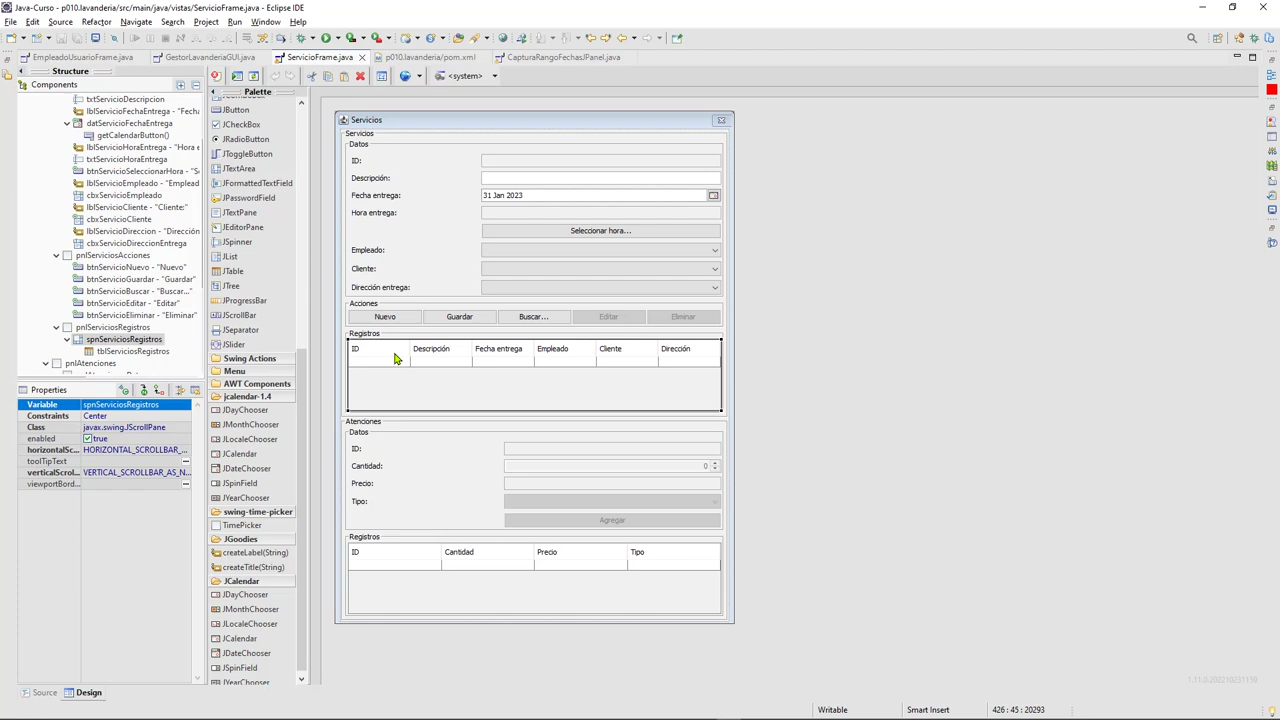 Java-Curso - p010.lavanderia/src/main/java/vistas/ServicioFrame.java - Eclipse IDE
File Edit Source Refactor Navigate Search Project Run Window Help
EmpleadoUsuarioFrame.java GestorLavanderiaGUI.java ServicioFrame.java p010.lavanderia/pom.xml CapturaRangoFechasJPanel.java
Structure
Components
txtServicioDescripcion
lblServicioFechaEntrega - "Fecha
datServicioFechaEntrega
getCalendarButton()
lblServicioHoraEntrega - "Hora e
txtServicioHoraEntrega
btnServicioSeleccionarHora - "S
lblServicioEmpleado - "Emplead
cbxServicioEmpleado
lblServicioCliente - "Cliente:"
cbxServicioCliente
lblServicioDireccion - "Direcció
cbxServicioDireccionEntrega
pnlServiciosAcciones
btnServicioNuevo - "Nuevo"
btnServicioGuardar - "Guardar"
btnServicioBuscar - "Buscar..."
btnServicioEditar - "Editar"
btnServicioEliminar - "Eliminar"
pnlServiciosRegistros
spnServiciosRegistros
tblServiciosRegistros
pnlAtenciones
Properties
Variable spnServiciosRegistros
Constraints Center
Class javax.swing.JScrollPane
enabled true
horizontalSc... HORIZONTAL_SCROLLBAR_...
toolTipText
verticalScrol... VERTICAL_SCROLLBAR_AS_N...
viewportBord...
Source Design
<system>
Palette
JButton
JCheckBox
JRadioButton
JToggleButton
JTextArea
JFormattedTextField
JPasswordField
JTextPane
JEditorPane
JSpinner
JList
JTable
JTree
JProgressBar
JScrollBar
JSeparator
JSlider
Swing Actions
Menu
AWT Components
jcalendar-1.4
JDayChooser
JMonthChooser
JLocaleChooser
JCalendar
JDateChooser
JSpinField
JYearChooser
swing-time-picker
TimePicker
JGoodies
createLabel(String)
createTitle(String)
JCalendar
JDayChooser
JMonthChooser
JLocaleChooser
JCalendar
JDateChooser
JSpinField
JYearChooser
Servicios
Servicios
Datos
ID:
Descripción:
Fecha entrega: 31 Jan 2023
Hora entrega:
Seleccionar hora...
Empleado:
Cliente:
Dirección entrega:
Acciones
Nuevo Guardar Buscar... Editar Eliminar
Registros
ID Descripción Fecha entrega Empleado Cliente Dirección
Atenciones
Datos
ID:
Cantidad: 0
Precio:
Tipo:
Agregar
Registros
ID Cantidad Precio Tipo
1.11.0.202210231159
Writable Smart Insert 426 : 45 : 20293